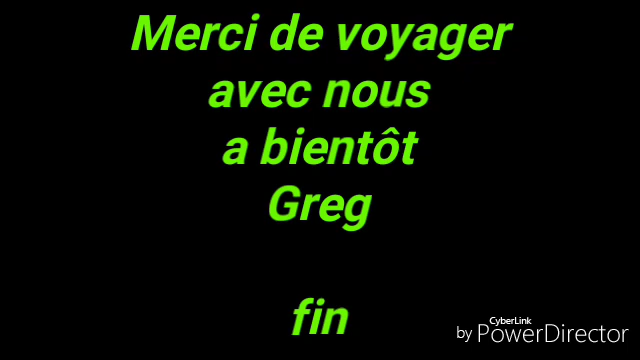 Merci de voyager
avec nous
a bientôt
Greg
fin
CyberLink
by PowerDirector